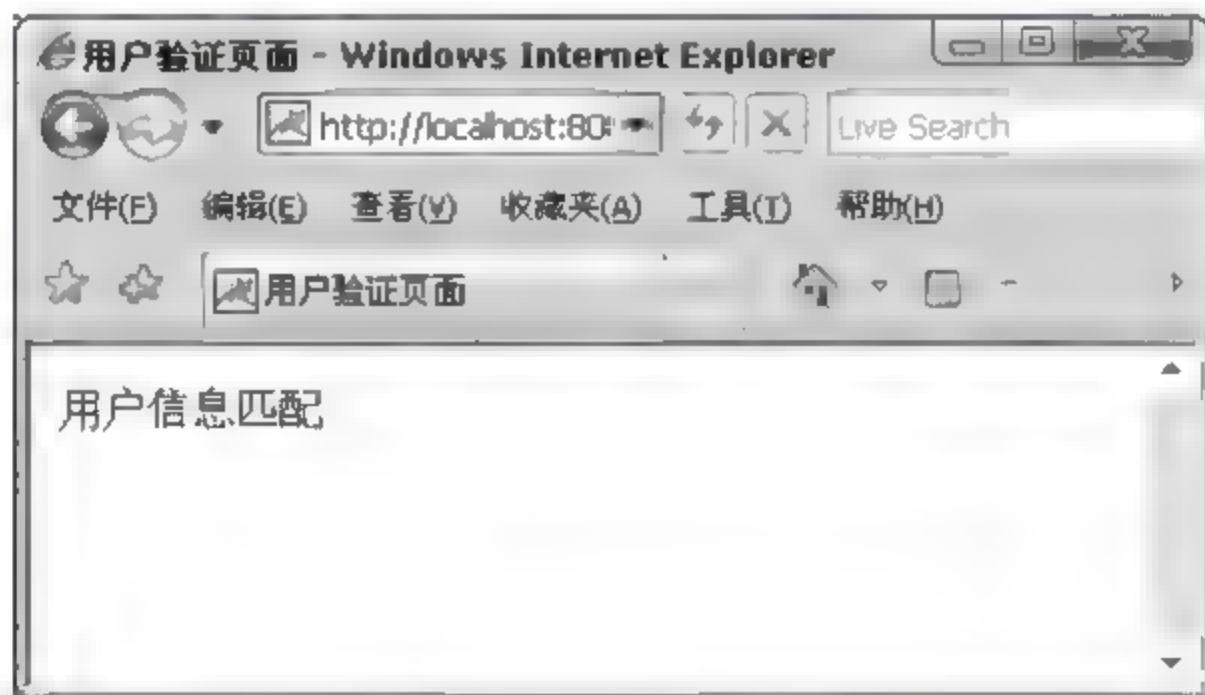 用户验证页面 - Windows Internet Explorer
http://localhost:80
Live Search
文件(F) 编辑(E) 查看(V) 收藏夹(A) 工具(T) 帮助(H)
用户验证页面
用户信息匹配